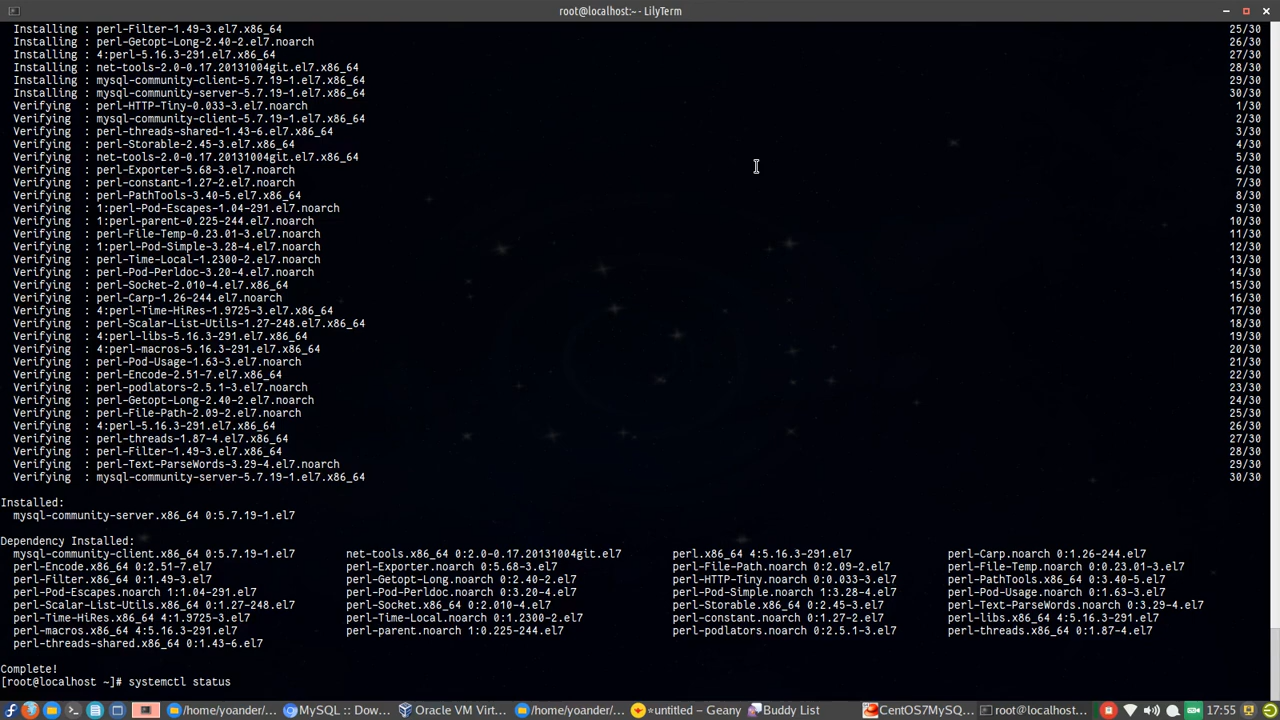 root@localhost:~ - LilyTerm
Installing : perl-Filter-1.49-3.el7.x86_64 25/30
Installing : perl-Getopt-Long-2.40-2.el7.noarch 26/30
Installing : 4:perl-5.16.3-291.el7.x86_64 27/30
Installing : net-tools-2.0-0.17.20131004git.el7.x86_64 28/30
Installing : mysql-community-client-5.7.19-1.el7.x86_64 29/30
Installing : mysql-community-server-5.7.19-1.el7.x86_64 30/30
Verifying : perl-HTTP-Tiny-0.033-3.el7.noarch 1/30
Verifying : mysql-community-client-5.7.19-1.el7.x86_64 2/30
Verifying : perl-threads-shared-1.43-6.el7.x86_64 3/30
Verifying : perl-Storable-2.45-3.el7.x86_64 4/30
Verifying : net-tools-2.0-0.17.20131004git.el7.x86_64 5/30
Verifying : perl-Exporter-5.68-3.el7.noarch 6/30
Verifying : perl-constant-1.27-2.el7.noarch 7/30
Verifying : perl-PathTools-3.40-5.el7.x86_64 8/30
Verifying : 1:perl-Pod-Escapes-1.04-291.el7.noarch 9/30
Verifying : 1:perl-parent-0.225-244.el7.noarch 10/30
Verifying : perl-File-Temp-0.23.01-3.el7.noarch 11/30
Verifying : 1:perl-Pod-Simple-3.28-4.el7.noarch 12/30
Verifying : perl-Time-Local-1.2300-2.el7.noarch 13/30
Verifying : perl-Pod-Perldoc-3.20-4.el7.noarch 14/30
Verifying : perl-Socket-2.010-4.el7.x86_64 15/30
Verifying : perl-Carp-1.26-244.el7.noarch 16/30
Verifying : 4:perl-Time-HiRes-1.9725-3.el7.x86_64 17/30
Verifying : perl-Scalar-List-Utils-1.27-248.el7.x86_64 18/30
Verifying : 4:perl-libs-5.16.3-291.el7.x86_64 19/30
Verifying : 4:perl-macros-5.16.3-291.el7.x86_64 20/30
Verifying : perl-Pod-Usage-1.63-3.el7.noarch 21/30
Verifying : perl-Encode-2.51-7.el7.x86_64 22/30
Verifying : perl-podlators-2.5.1-3.el7.noarch 23/30
Verifying : perl-Getopt-Long-2.40-2.el7.noarch 24/30
Verifying : perl-File-Path-2.09-2.el7.noarch 25/30
Verifying : 4:perl-5.16.3-291.el7.x86_64 26/30
Verifying : perl-threads-1.87-4.el7.x86_64 27/30
Verifying : perl-Filter-1.49-3.el7.x86_64 28/30
Verifying : perl-Text-ParseWords-3.29-4.el7.noarch 29/30
Verifying : mysql-community-server-5.7.19-1.el7.x86_64 30/30
Installed:
mysql-community-server.x86_64 0:5.7.19-1.el7
Dependency Installed:
mysql-community-client.x86_64 0:5.7.19-1.el7 net-tools.x86_64 0:2.0-0.17.20131004git.el7 perl.x86_64 4:5.16.3-291.el7 perl-Carp.noarch 0:1.26-244.el7
perl-Encode.x86_64 0:2.51-7.el7 perl-Exporter.noarch 0:5.68-3.el7 perl-File-Path.noarch 0:2.09-2.el7 perl-File-Temp.noarch 0:0.23.01-3.el7
perl-Filter.x86_64 0:1.49-3.el7 perl-Getopt-Long.noarch 0:2.40-2.el7 perl-HTTP-Tiny.noarch 0:0.033-3.el7 perl-PathTools.x86_64 0:3.40-5.el7
perl-Pod-Escapes.noarch 1:1.04-291.el7 perl-Pod-Perldoc.noarch 0:3.20-4.el7 perl-Pod-Simple.noarch 1:3.28-4.el7 perl-Pod-Usage.noarch 0:1.63-3.el7
perl-Scalar-List-Utils.x86_64 0:1.27-248.el7 perl-Socket.x86_64 0:2.010-4.el7 perl-Storable.x86_64 0:2.45-3.el7 perl-Text-ParseWords.noarch 0:3.29-4.el7
perl-Time-HiRes.x86_64 4:1.9725-3.el7 perl-Time-Local.noarch 0:1.2300-2.el7 perl-constant.noarch 0:1.27-2.el7 perl-libs.x86_64 4:5.16.3-291.el7
perl-macros.x86_64 4:5.16.3-291.el7 perl-parent.noarch 1:0.225-244.el7 perl-podlators.noarch 0:2.5.1-3.el7 perl-threads.x86_64 0:1.87-4.el7
perl-threads-shared.x86_64 0:1.43-6.el7
Complete!
[root@localhost ~]# systemctl status
/home/yoander/... MySQL :: Dow... Oracle VM Virt... /home/yoander/... *untitled – Geany Buddy List CentOS7MySQ... root@localhost:... 17:55